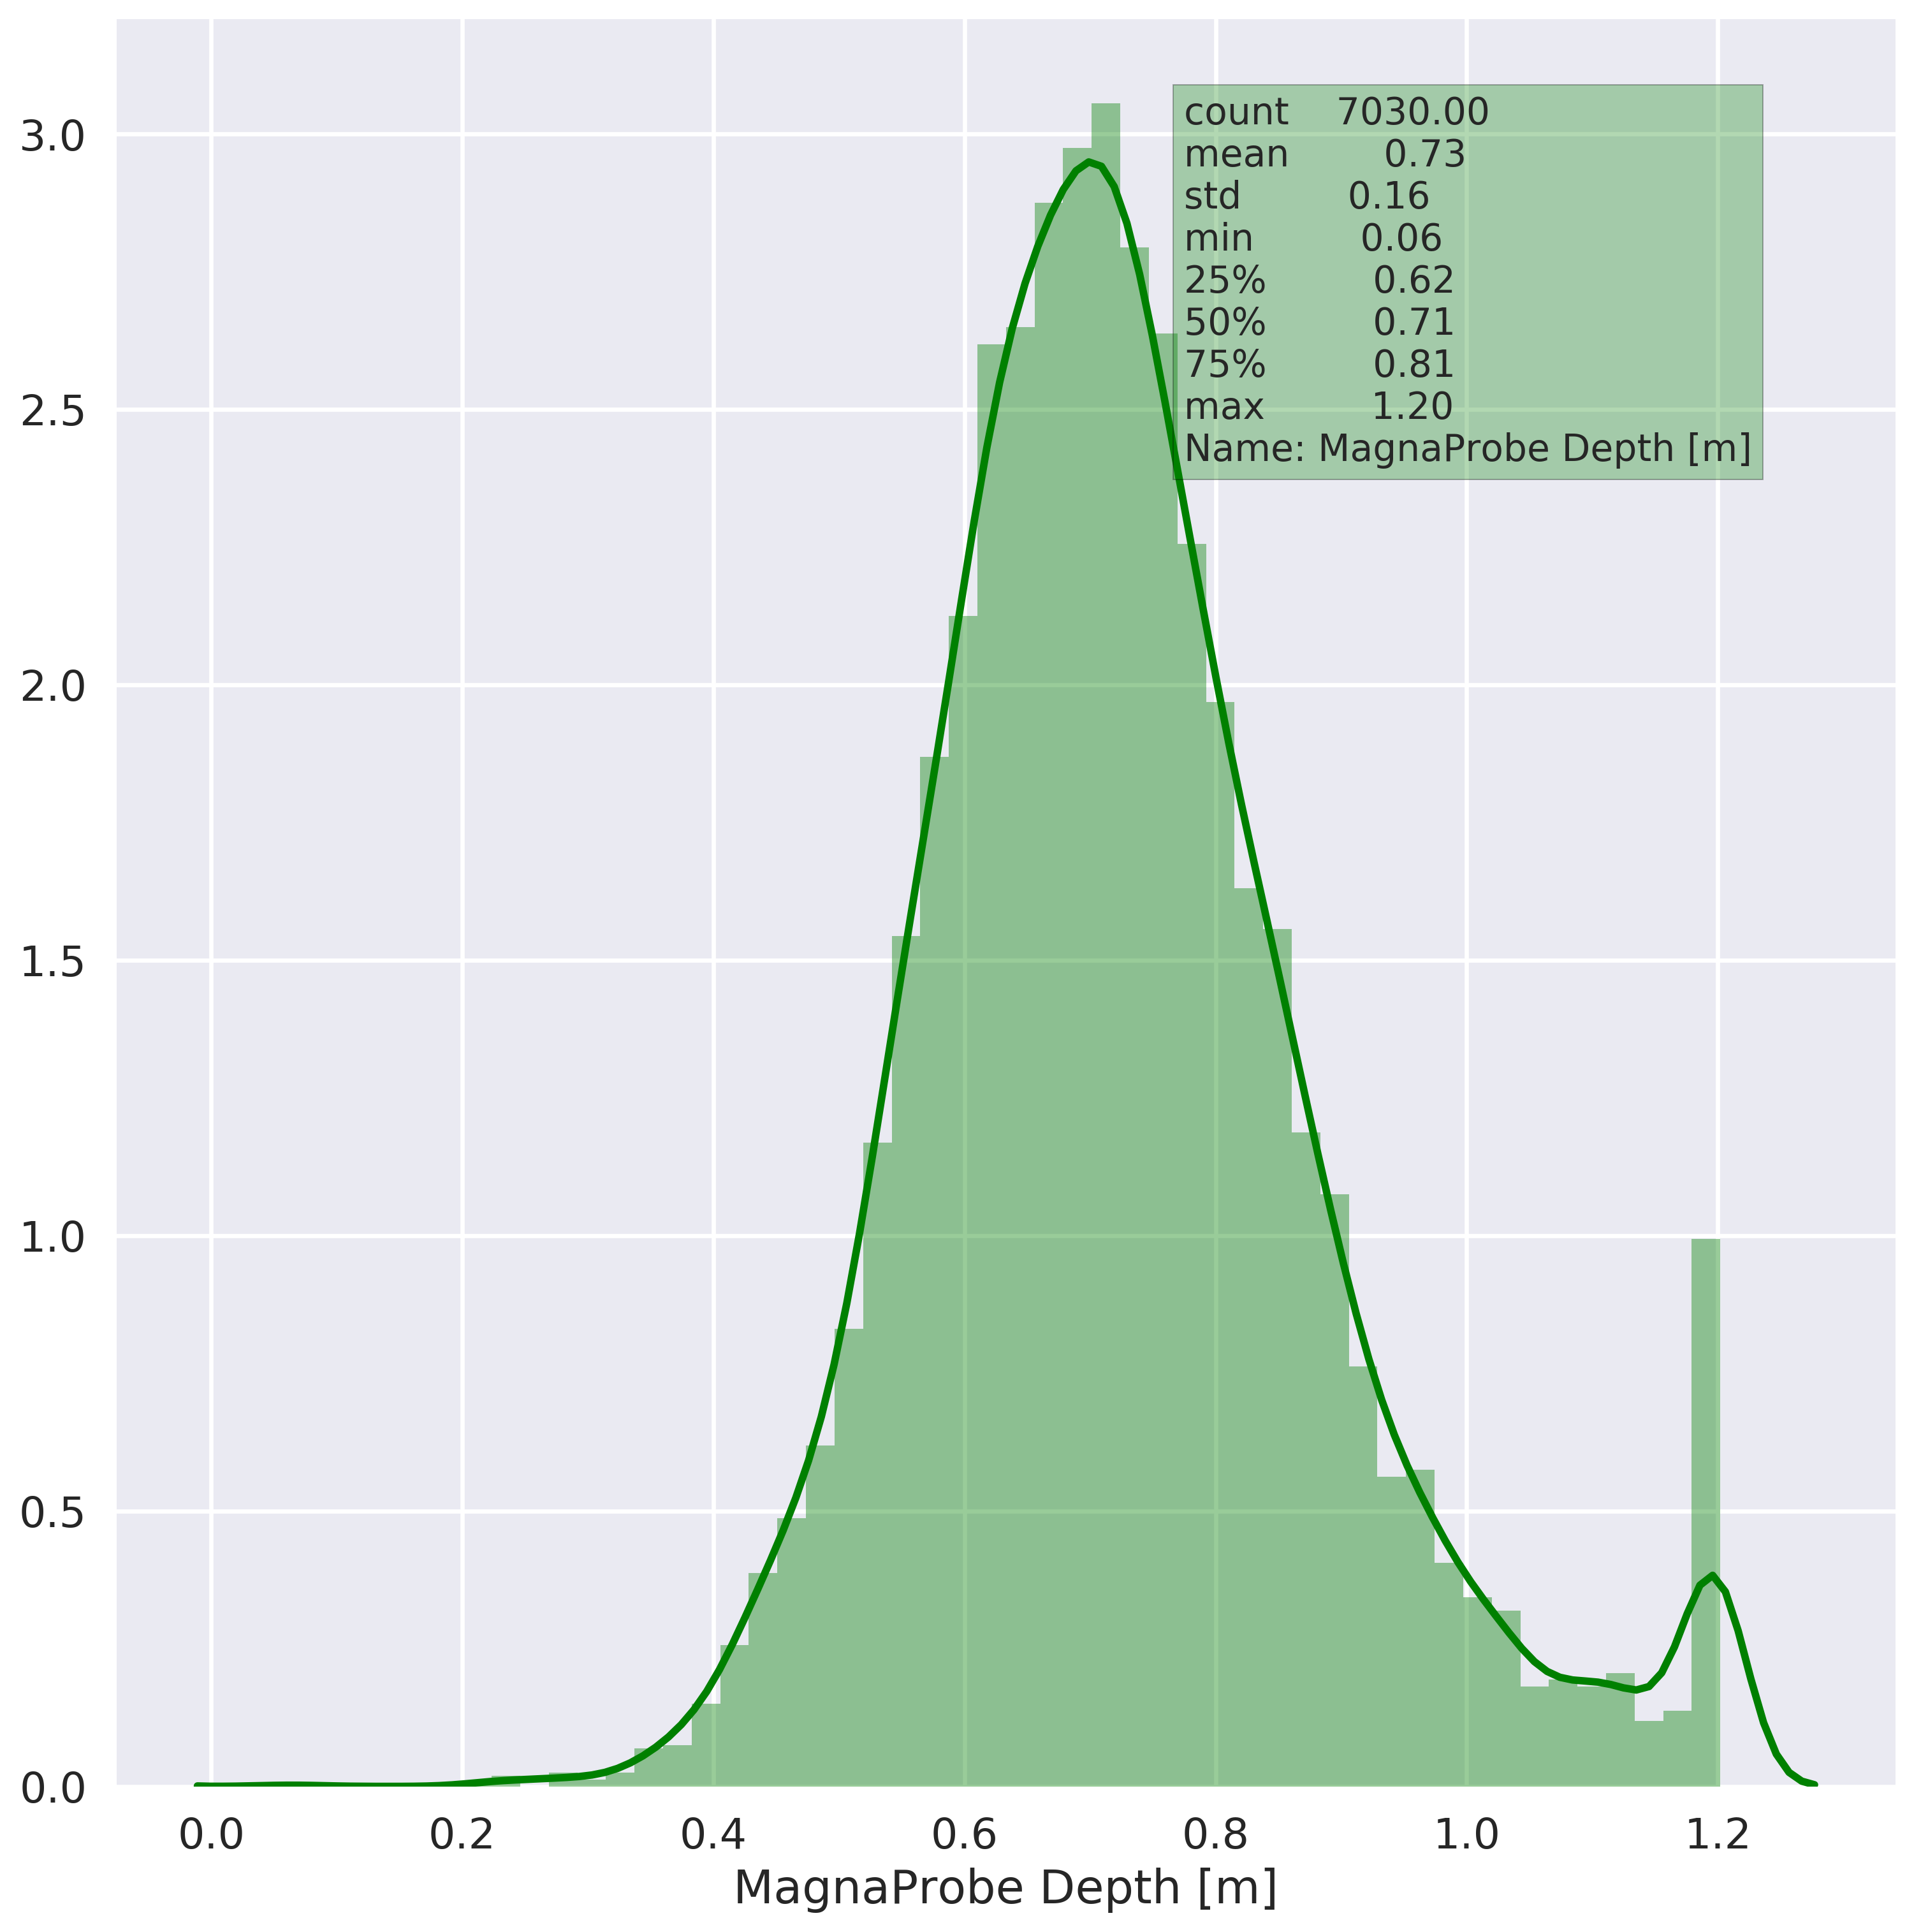 3.0
2.5
2.0
1.5
1.0
0.5
0.0
count 7030.00
mean 0.73
std 0.16
min 0.06
25% 0.62
50% 0.71
75% 0.81
max 1.20
Name: MagnaProbe Depth [m]
0.0 0.2 0.4 0.6 0.8 1.0 1.2
MagnaProbe Depth [m]